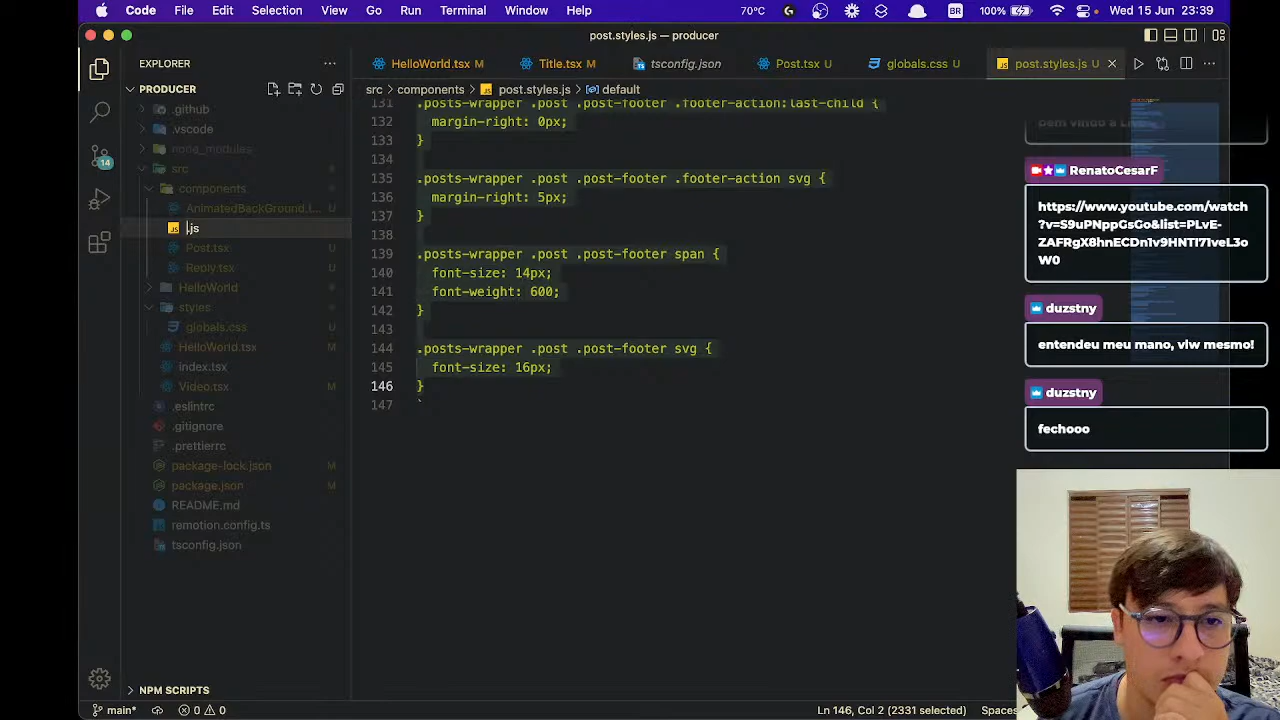 Code File Edit Selection View Go Run Terminal Window Help 70°C BR 100% Wed 15 Jun 23:39
post.styles.js — producer
EXPLORER
HelloWorld.tsx M
Title.tsx M
tsconfig.json
Post.tsx U
globals.css U
post.styles.js U
PRODUCER
src > components > post.styles.js > default
.github
.vscode
node_modules
src
components
AnimatedBackGround.t... U
.js
Post.tsx U
Reply.tsx U
HelloWorld
styles
globals.css U
HelloWorld.tsx M
index.tsx
Video.tsx M
.eslintrc
.gitignore
.prettierrc
package-lock.json M
package.json M
README.md
remotion.config.ts
tsconfig.json
NPM SCRIPTS
14
131 .posts-wrapper .post .post-footer .footer-action:last-child {
132 margin-right: 0px;
133 }
134
135 .posts-wrapper .post .post-footer .footer-action svg {
136 margin-right: 5px;
137 }
138
139 .posts-wrapper .post .post-footer span {
140 font-size: 14px;
141 font-weight: 600;
142 }
143
144 .posts-wrapper .post .post-footer svg {
145 font-size: 16px;
146 }
147 `
RenatoCesarF
https://www.youtube.com/watch
?v=S9uPNppGsGo&list=PLvE-
ZAFRgX8hnECDn1v9HNTI71veL3o
W0
duzstny
entendeu meu mano, vlw mesmo!
duzstny
fechooo
main* 0 0 Ln 146, Col 2 (2331 selected) Spaces